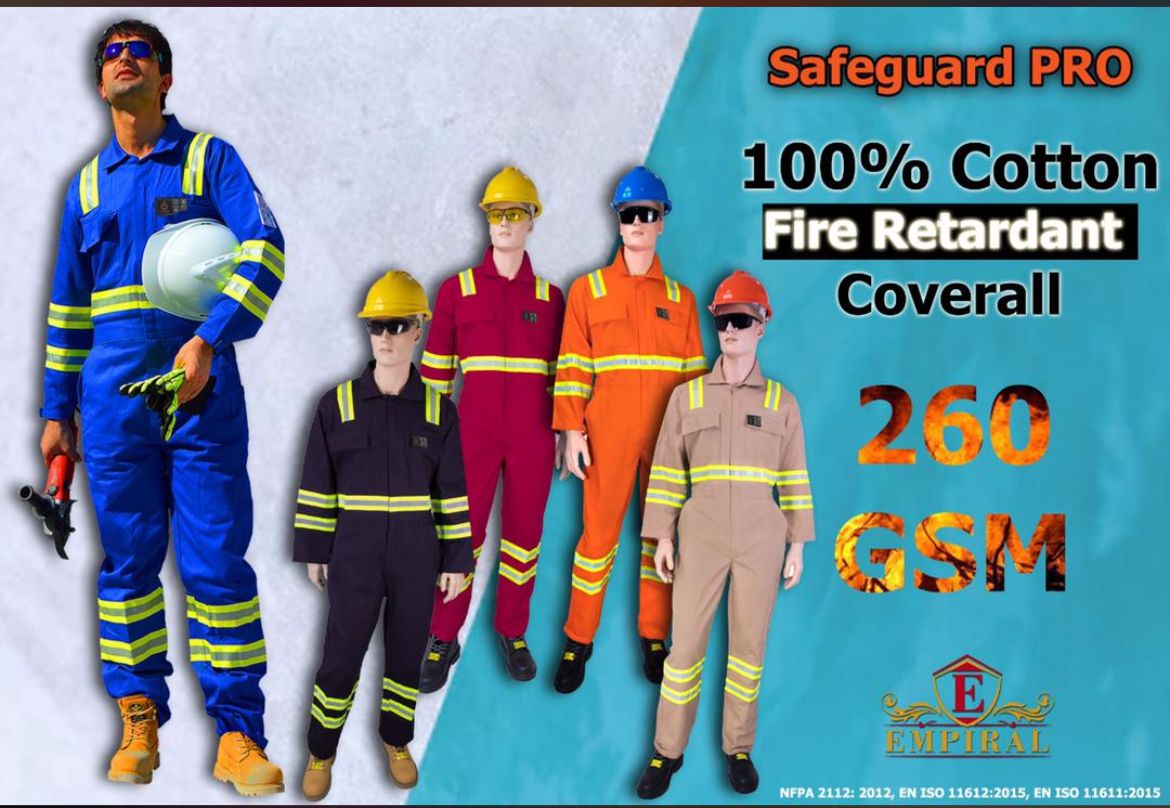 Safeguard PRO
100% Cotton
Fire Retardant
Coverall
260
GSM
E
EMPIRAL
NFPA 2112: 2012, EN ISO 11612:2015, EN ISO 11611:2015